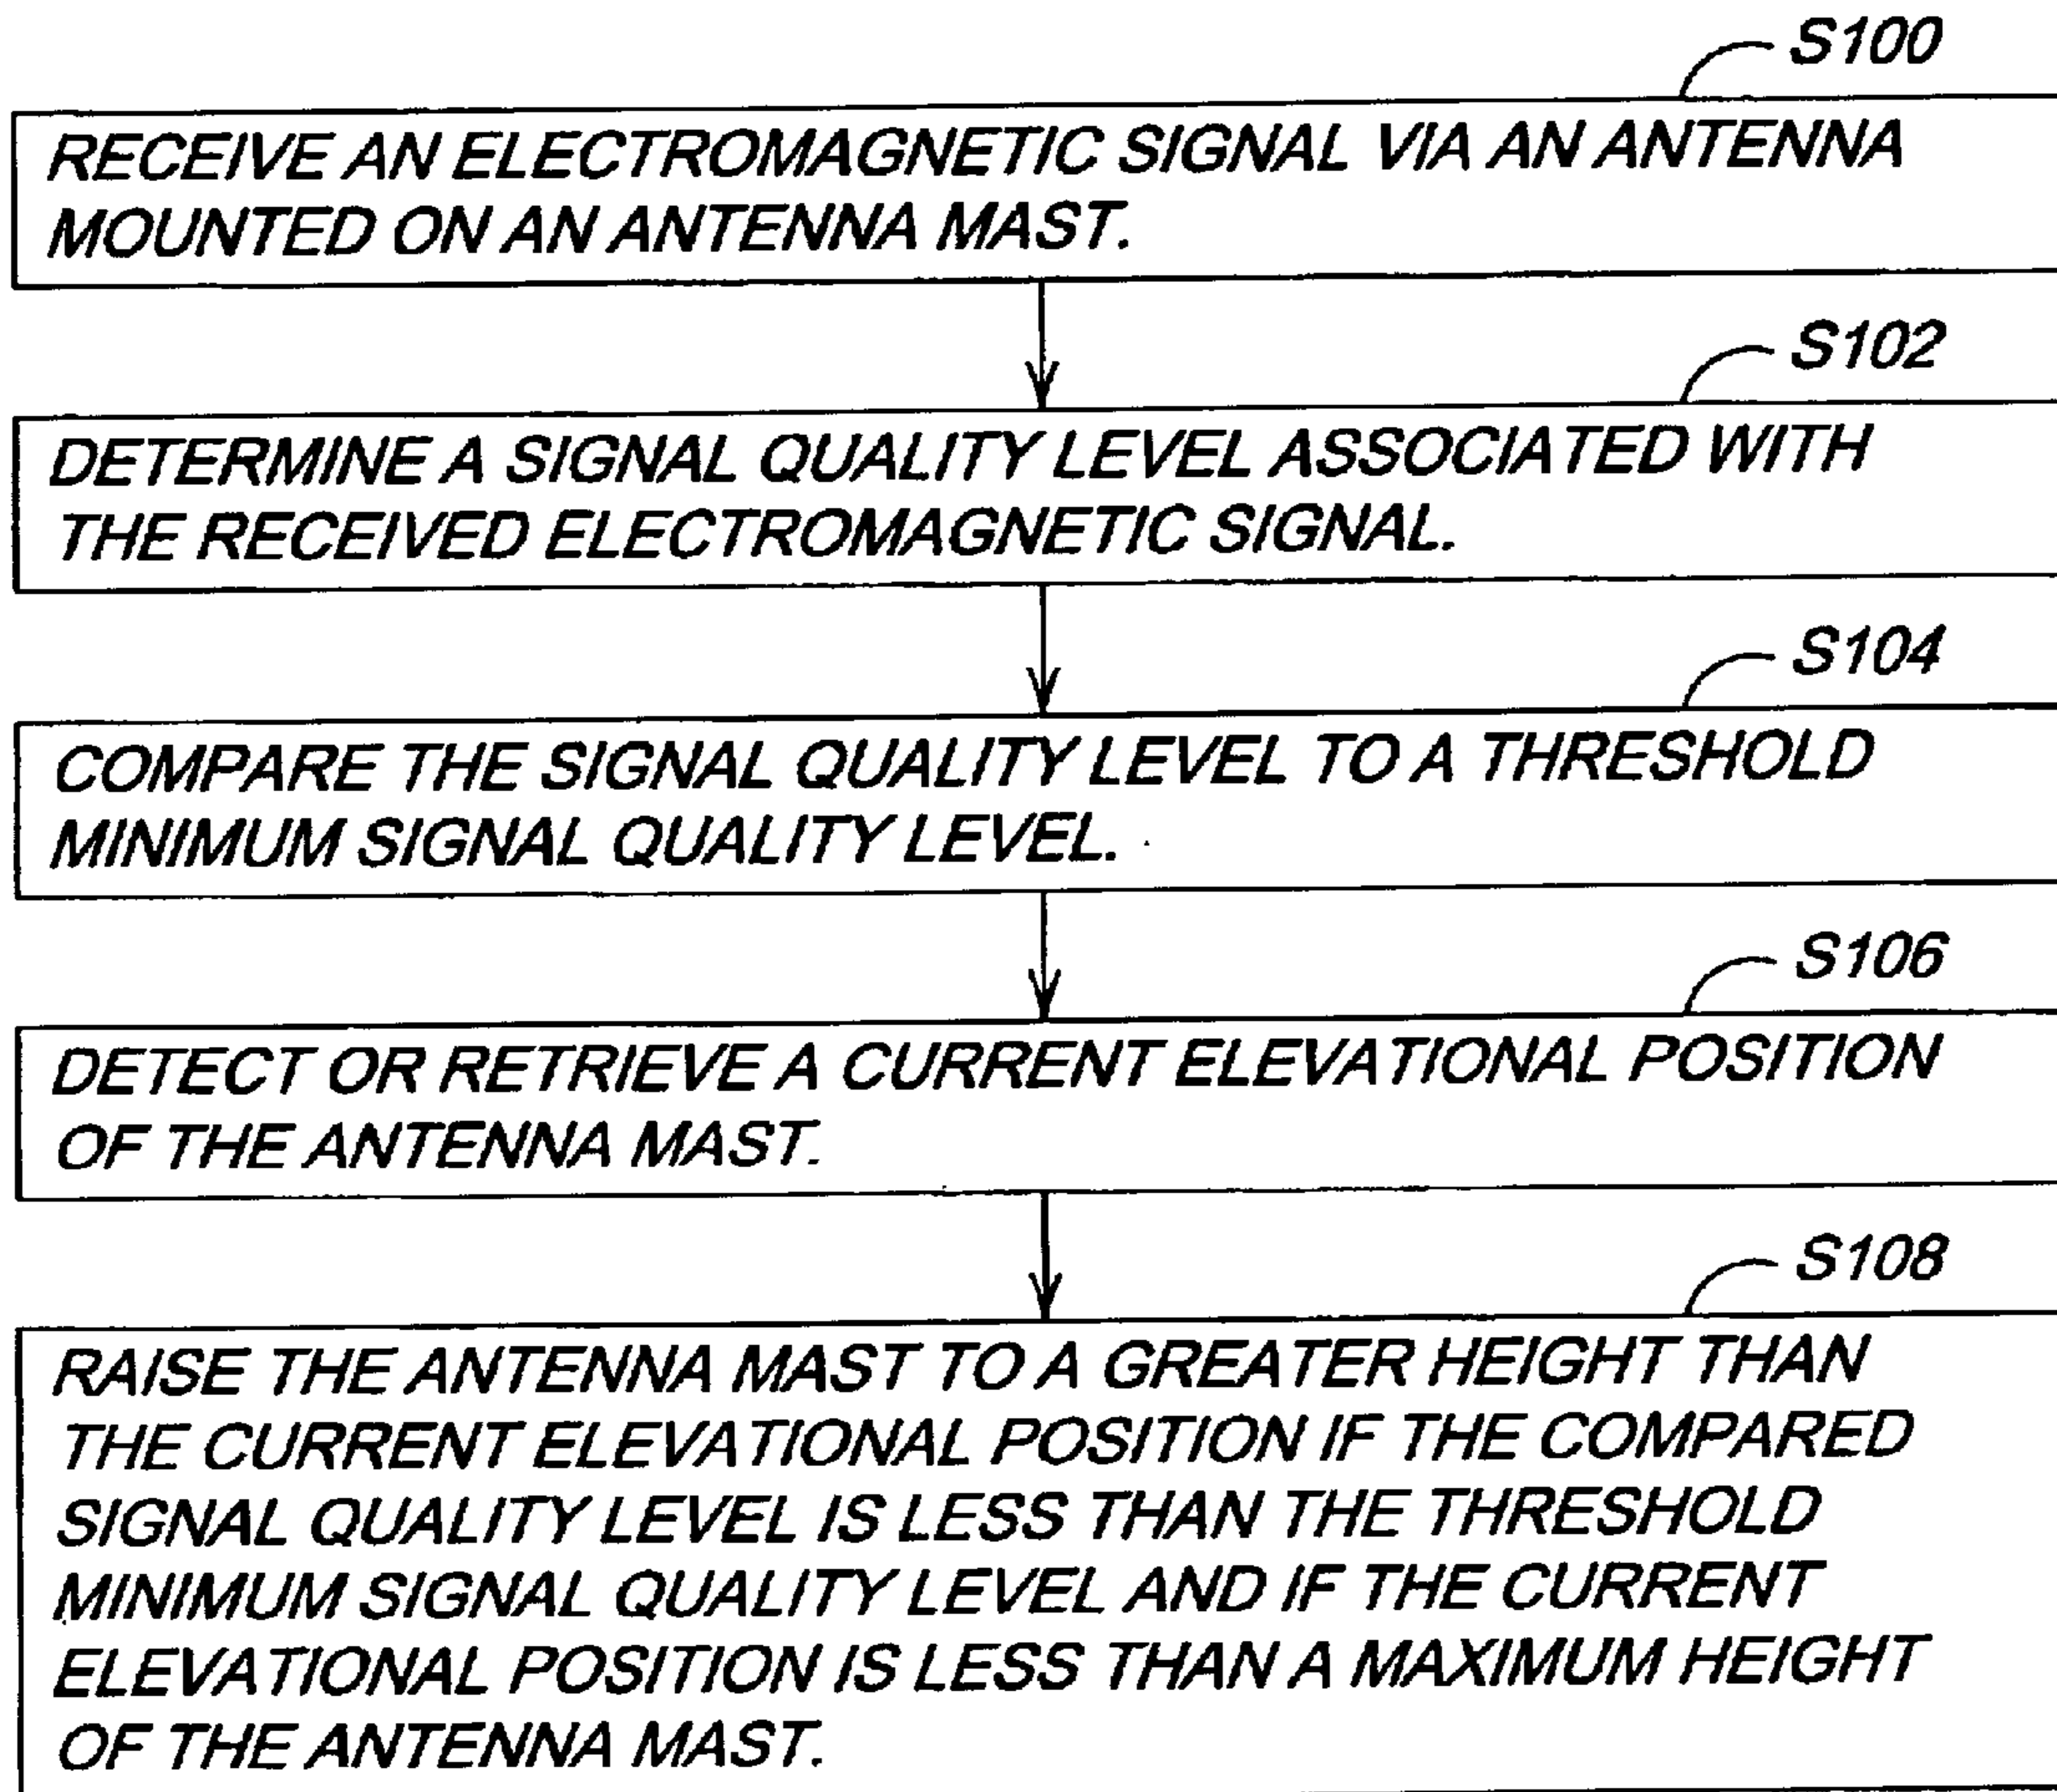 S100
RECEIVE AN ELECTROMAGNETIC SIGNAL VIA AN ANTENNA
MOUNTED ON AN ANTENNA MAST.
S102
DETERMINE A SIGNAL QUALITY LEVEL ASSOCIATED WITH
THE RECEIVED ELECTROMAGNETIC SIGNAL.
S104
COMPARE THE SIGNAL QUALITY LEVEL TO A THRESHOLD
MINIMUM SIGNAL QUALITY LEVEL.
S106
DETECT OR RETRIEVE A CURRENT ELEVATIONAL POSITION
OF THE ANTENNA MAST.
S108
RAISE THE ANTENNA MAST TO A GREATER HEIGHT THAN
THE CURRENT ELEVATIONAL POSITION IF THE COMPARED
SIGNAL QUALITY LEVEL IS LESS THAN THE THRESHOLD
MINIMUM SIGNAL QUALITY LEVEL AND IF THE CURRENT
ELEVATIONAL POSITION IS LESS THAN A MAXIMUM HEIGHT
OF THE ANTENNA MAST.